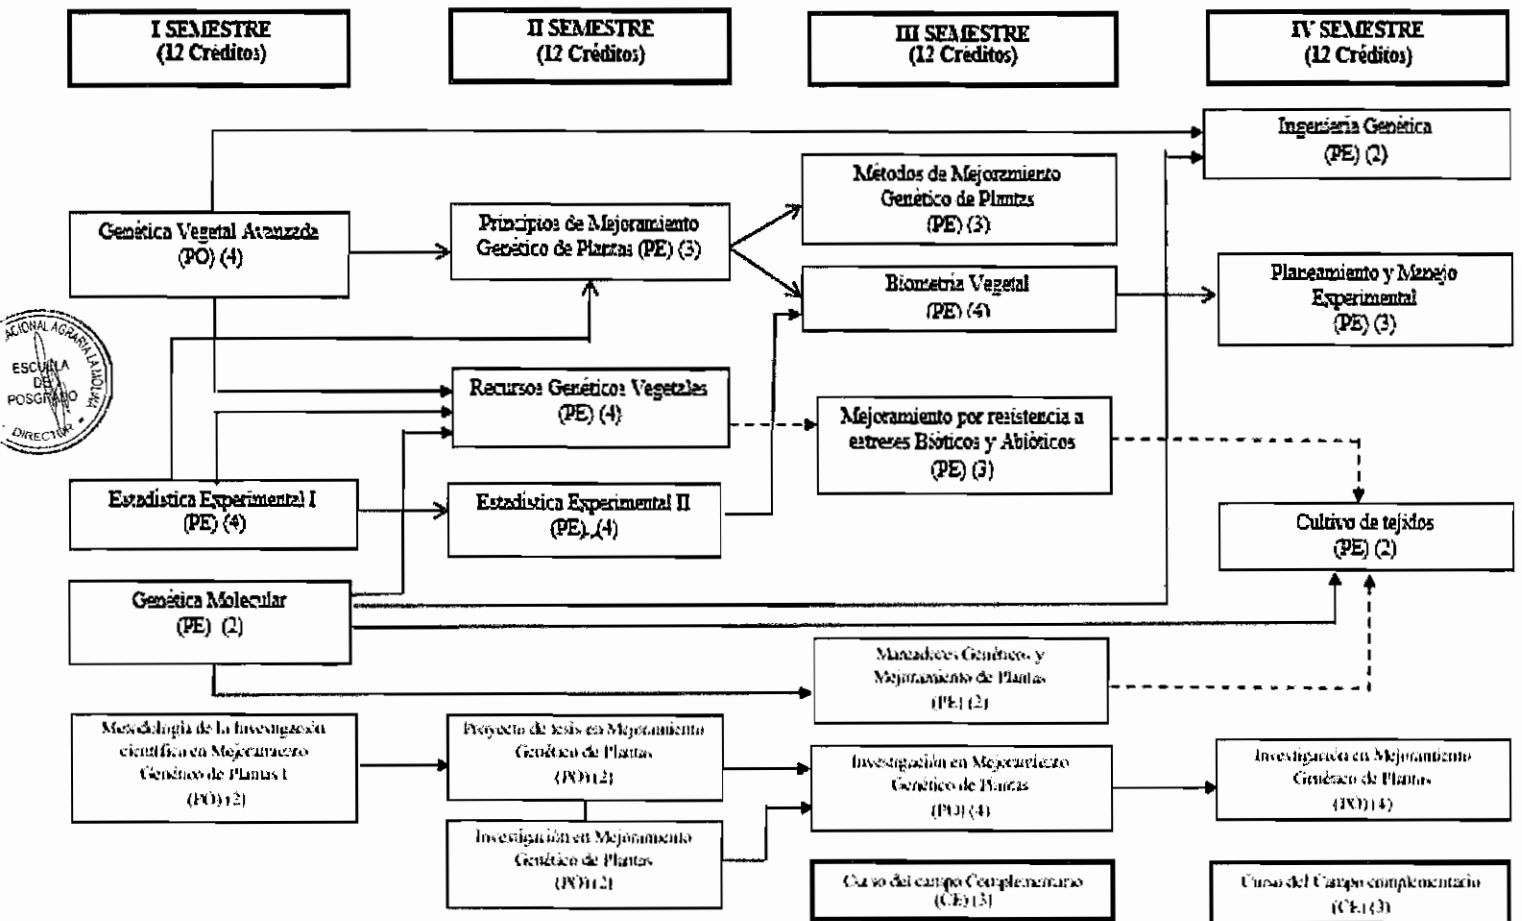 I SEMESTRE
(12 Créditos)
II SEMESTRE
(12 Créditos)
III SEMESTRE
(12 Créditos)
IV SEMESTRE
(12 Créditos)
Ingeniería Genética
(PE) (2)
Métodos de Mejoramiento
Genético de Plantas
(PE) (3)
Genética Vegetal Avanzada
(PO) (4)
Principios de Mejoramiento
Genético de Plantas (PE) (3)
Biometría Vegetal
(PE) (4)
Planeamiento y Manejo
Experimental
(PE) (3)
ACIONAL AGRARIA LA MOLINA
ESCUELA
DE
POSGRADO
DIRECTOR
Recursos Genéticos Vegetales
(PE) (4)
Mejoramiento por resistencia a
estreses Bióticos y Abióticos
(PE) (3)
Estadística Experimental I
(PE) (4)
Estadística Experimental II
(PE) (4)
Cultivo de tejidos
(PE) (2)
Genética Molecular
(PE) (2)
Marcadores Genéticos y
Mejoramiento de Plantas
(PE) (2)
Metodología de la Investigación
científica en Mejoramiento
Genético de Plantas I
(PO) (2)
Proyecto de tesis en Mejoramiento
Genético de Plantas
(PO) (2)
Investigación en Mejoramiento
Genético de Plantas
(PO) (4)
Investigación en Mejoramiento
Genético de Plantas
(PO) (4)
Investigación en Mejoramiento
Genético de Plantas
(PO) (2)
Curso del campo Complementario
(CE) (3)
Curso del Campo complementario
(CE) (3)